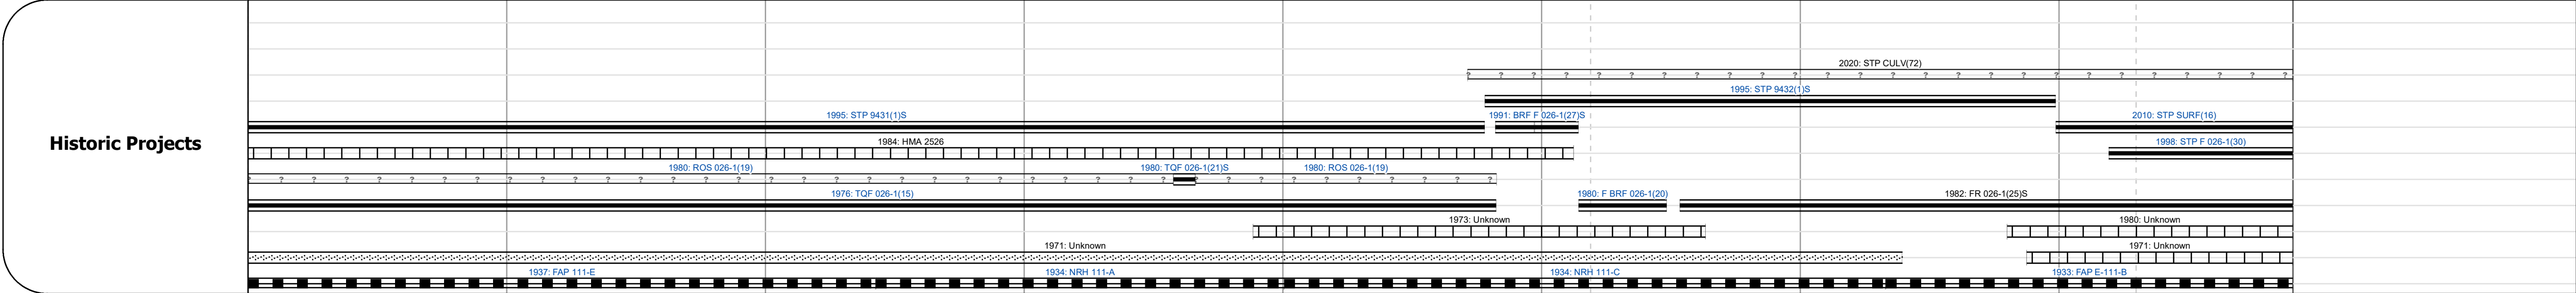 Historic Projects
2020: STP CULV(72)
? ? ? ? ? ? ? ? ? ? ? ? ? ? ? ? ? ? ? ? ? ? ? ? ? ?
1995: STP 9432(1)S
1995: STP 9431(1)S 1991: BRF F 026-1(27)S 2010: STP SURF(16)
1984: HMA 2526 1998: STP F 026-1(30)
1980: ROS 026-1(19) 1980: TQF 026-1(21)S 1980: ROS 026-1(19)
? ? ? ? ? ? ? ? ? ? ? ? ? ? ? ? ? ? ? ? ? ? ? ? ? ? ? ? ? ? ? ? ? ? ? ? ? ? ?
1976: TQF 026-1(15) 1980: F BRF 026-1(20) 1982: FR 026-1(25)S
1973: Unknown 1980: Unknown
1971: Unknown 1971: Unknown
1937: FAP 111-E 1934: NRH 111-A 1934: NRH 111-C 1933: FAP E-111-B